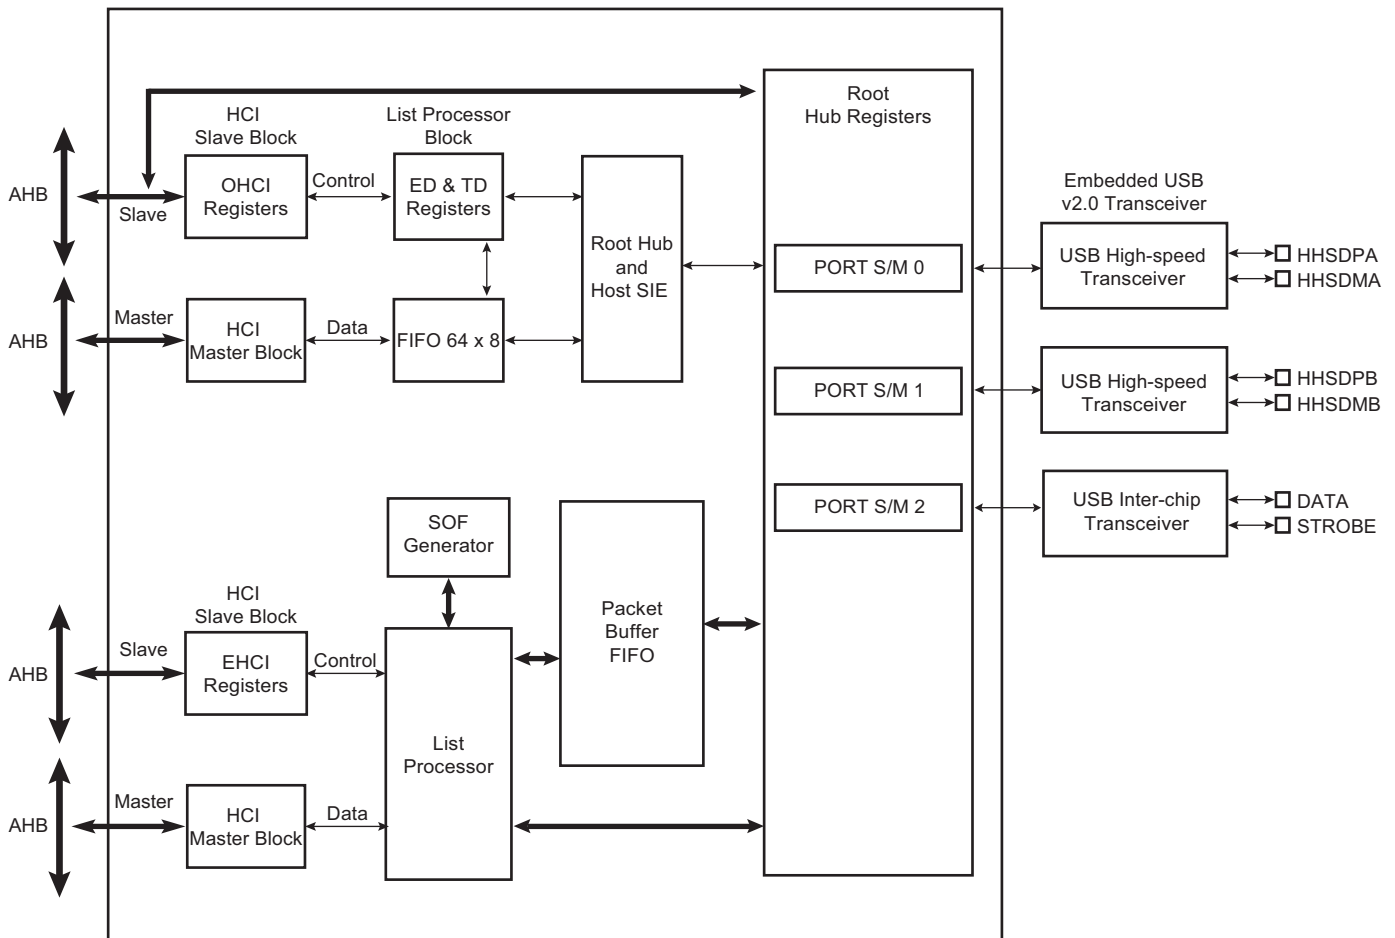 Root
Hub Registers
HCI
Slave Block
List Processor
Block
AHB
Slave
OHCI
Registers
Control
ED & TD
Registers
Root Hub
and
Host SIE
Embedded USB
v2.0 Transceiver
PORT S/M 0
USB High-speed
Transceiver
HHSDPA
HHSDMA
AHB
Master
HCI
Master Block
Data
FIFO 64 x 8
PORT S/M 1
USB High-speed
Transceiver
HHSDPB
HHSDMB
PORT S/M 2
USB Inter-chip
Transceiver
DATA
STROBE
SOF
Generator
HCI
Slave Block
AHB
Slave
EHCI
Registers
Control
Packet
Buffer
FIFO
List
Processor
AHB
Master
HCI
Master Block
Data